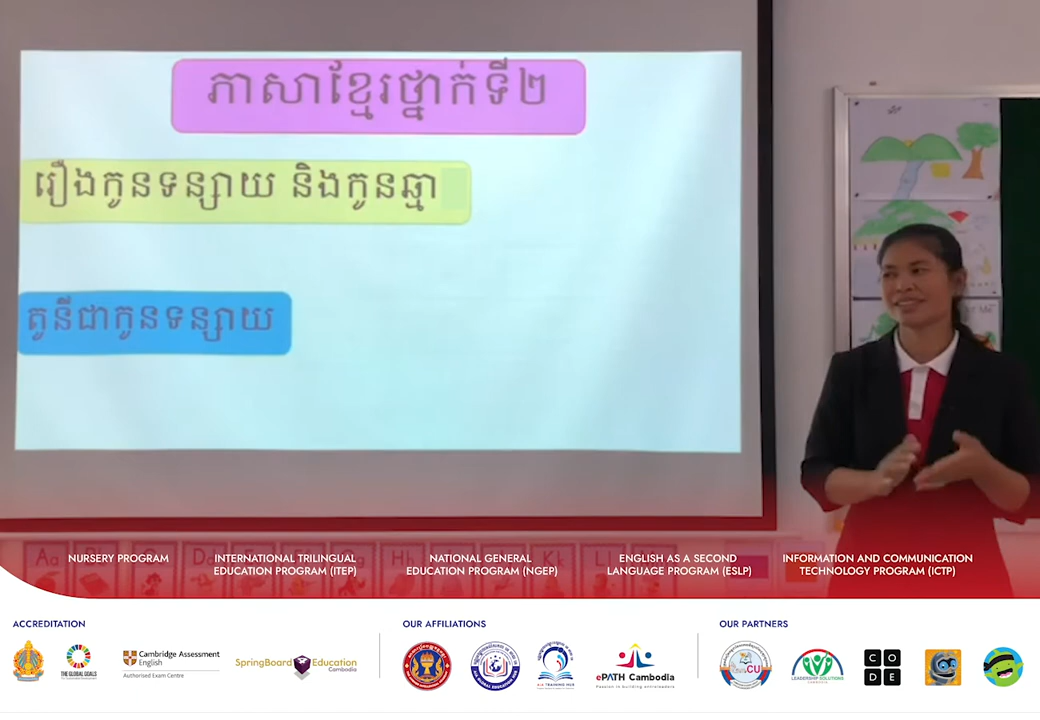 ភាសាខ្មែរថ្នាក់ទី២
រឿងកូនទន្សាយ និងកូនឆ្មា
តួនីជាកូនទន្សាយ
Aa
NURSERY PROGRAM
INTERNATIONAL TRILINGUAL
EDUCATION PROGRAM (ITEP)
NATIONAL GENERAL
EDUCATION PROGRAM (NGEP)
ENGLISH AS A SECOND
LANGUAGE PROGRAM (ESLP)
INFORMATION AND COMMUNICATION
TECHNOLOGY PROGRAM (ICTP)
ACCREDITATION
THE GLOBAL GOALS
Cambridge Assessment
English
Authorised Exam Centre
SpringBoard Education
Cambodia
OUR AFFILIATIONS
ePATH Cambodia
Passion in building entrepreneurs
OUR PARTNERS
CU
LEADERSHIP SOLUTIONS
CO
DE